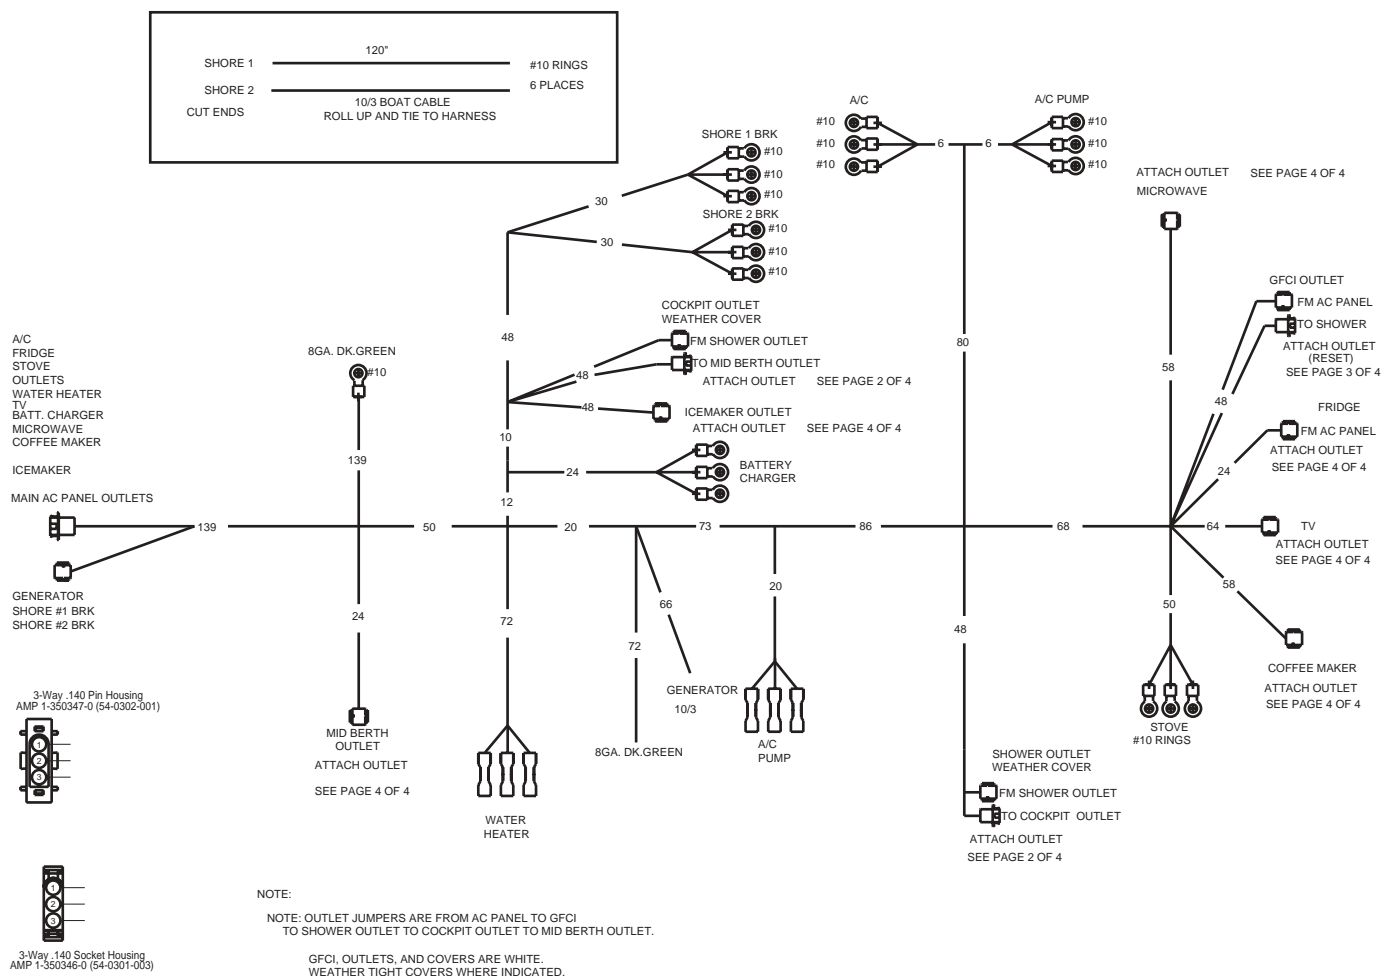 120"
SHORE 1
#10 RINGS
SHORE 2
6 PLACES
10/3 BOAT CABLE
CUT ENDS
ROLL UP AND TIE TO HARNESS
A/C
#10
#10
#10
6
6
A/C PUMP
#10
#10
#10
SHORE 1 BRK
#10
#10
#10
30
SHORE 2 BRK
#10
#10
#10
30
ATTACH OUTLET SEE PAGE 4 OF 4
MICROWAVE
GFCI OUTLET
FM AC PANEL
TO SHOWER
ATTACH OUTLET
(RESET)
SEE PAGE 3 OF 4
COCKPIT OUTLET
WEATHER COVER
FM SHOWER OUTLET
TO MID BERTH OUTLET
ATTACH OUTLET SEE PAGE 2 OF 4
48
48
48
80
58
48
8GA. DK.GREEN
#10
ICEMAKER OUTLET
ATTACH OUTLET SEE PAGE 4 OF 4
FRIDGE
FM AC PANEL
ATTACH OUTLET
SEE PAGE 4 OF 4
24
A/C
FRIDGE
STOVE
OUTLETS
WATER HEATER
TV
BATT. CHARGER
MICROWAVE
COFFEE MAKER
ICEMAKER
MAIN AC PANEL OUTLETS
139
10
24
BATTERY
CHARGER
12
139
50
20
73
86
68
64
TV
ATTACH OUTLET
SEE PAGE 4 OF 4
GENERATOR
SHORE #1 BRK
SHORE #2 BRK
24
72
66
72
20
48
50
58
GENERATOR
10/3
8GA. DK.GREEN
A/C
PUMP
COFFEE MAKER
ATTACH OUTLET
SEE PAGE 4 OF 4
STOVE
#10 RINGS
3-Way .140 Pin Housing
AMP 1-350347-0 (54-0302-001)
1
2
3
MID BERTH
OUTLET
ATTACH OUTLET
SEE PAGE 4 OF 4
WATER
HEATER
SHOWER OUTLET
WEATHER COVER
FM SHOWER OUTLET
TO COCKPIT OUTLET
ATTACH OUTLET
SEE PAGE 2 OF 4
1
2
3
3-Way .140 Socket Housing
AMP 1-350346-0 (54-0301-003)
NOTE:
NOTE: OUTLET JUMPERS ARE FROM AC PANEL TO GFCI
TO SHOWER OUTLET TO COCKPIT OUTLET TO MID BERTH OUTLET.
GFCI, OUTLETS, AND COVERS ARE WHITE.
WEATHER TIGHT COVERS WHERE INDICATED.